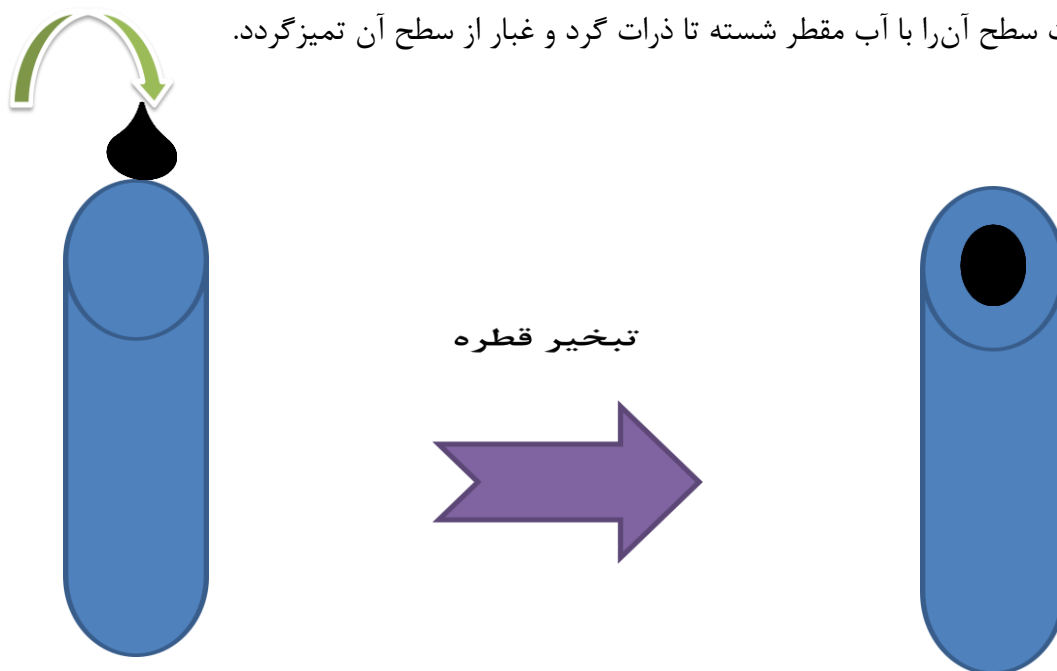 سطح آن‌را با آب مقطر شسته تا ذرات گرد و غبار از سطح آن تمیزگردد.
تبخیر قطره